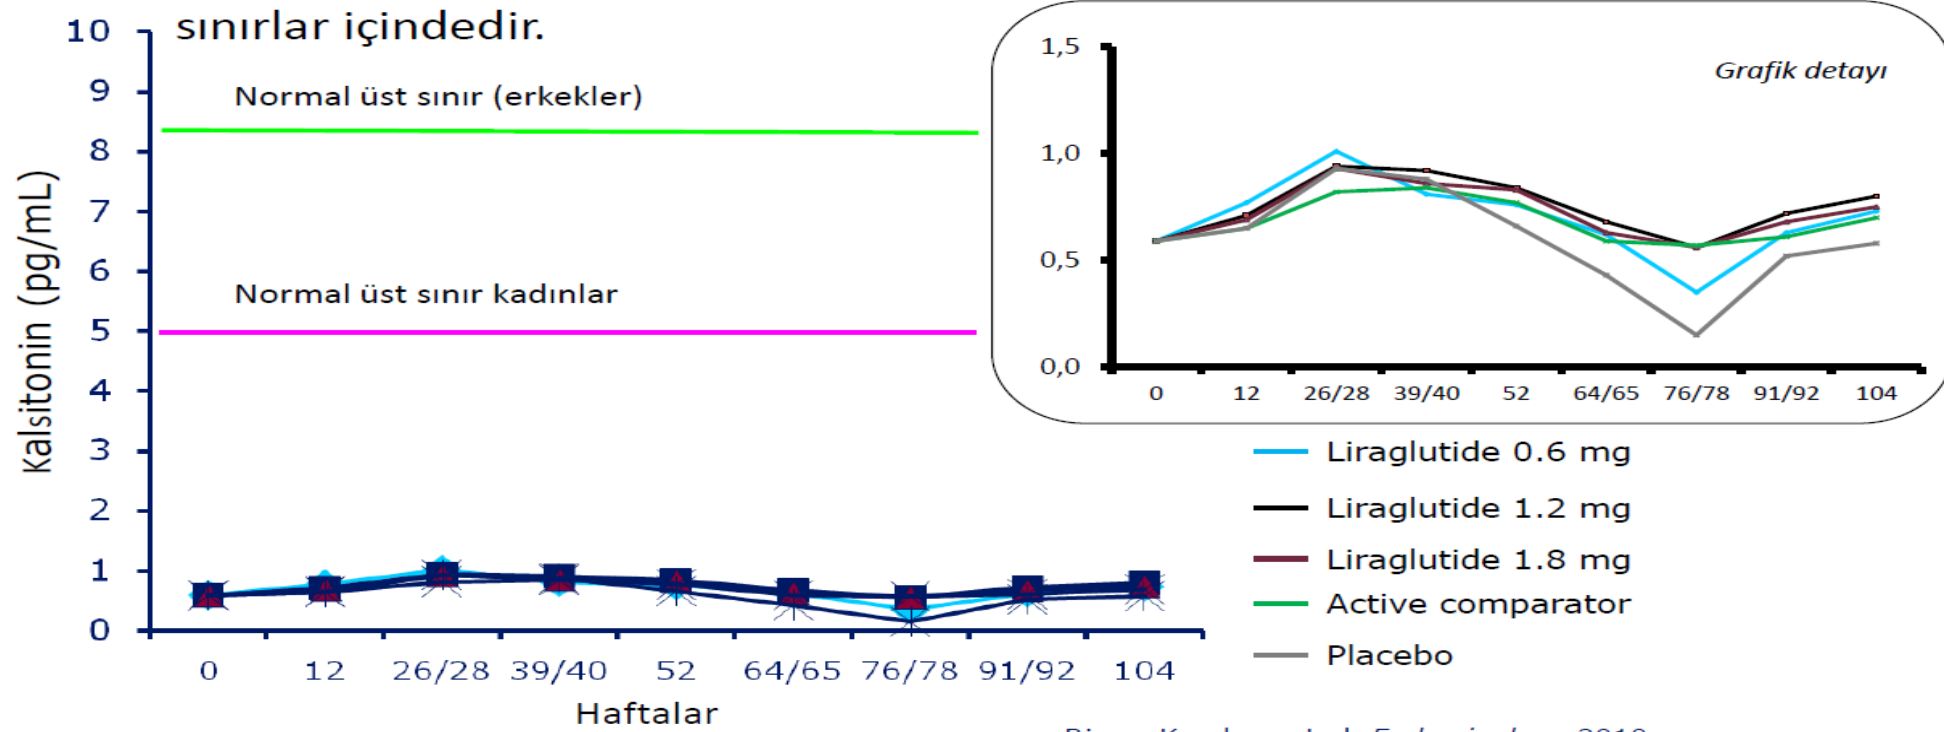 sınırlar içindedir.
10
9
8
7
6
5
4
3
2
1
0
Kalsitonin (pg/mL)
Normal üst sınır (erkekler)
Normal üst sınır kadınlar
0 12 26/28 39/40 52 64/65 76/78 91/92 104
Haftalar
Grafik detayı
1,5
1,0
0,5
0,0
0 12 26/28 39/40 52 64/65 76/78 91/92 104
Liraglutide 0.6 mg
Liraglutide 1.2 mg
Liraglutide 1.8 mg
Active comparator
Placebo